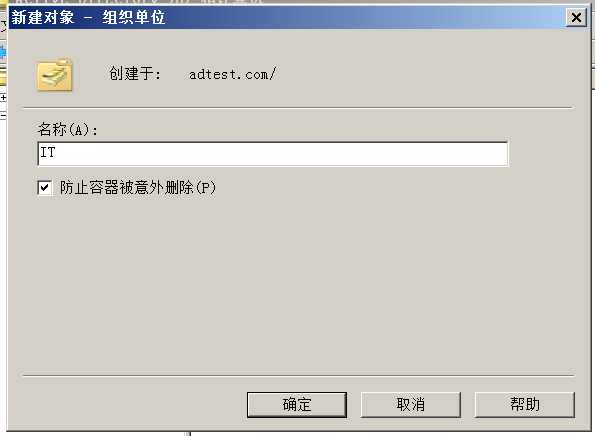 新建对象 - 组织单位
创建于: adtest.com/
名称(A):
IT
防止容器被意外删除(P)
确定 取消 帮助